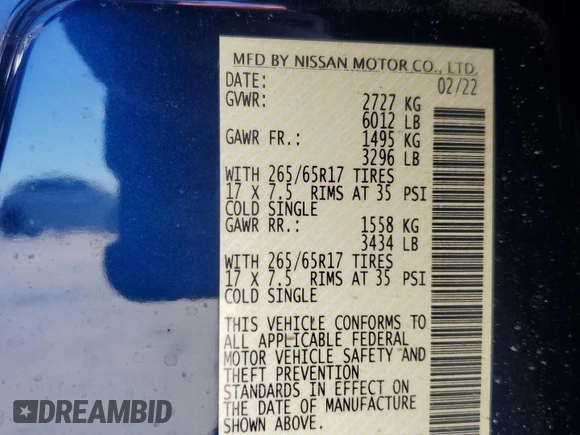 MFD BY NISSAN MOTOR CO., LTD.
DATE: 02/22
GVWR: 2727 KG
6012 LB
GAWR FR.: 1495 KG
3296 LB
WITH 265/65R17 TIRES
17 X 7.5 RIMS AT 35 PSI
COLD SINGLE
GAWR RR.: 1558 KG
3434 LB
WITH 265/65R17 TIRES
17 X 7.5 RIMS AT 35 PSI
COLD SINGLE
THIS VEHICLE CONFORMS TO
ALL APPLICABLE FEDERAL
MOTOR VEHICLE SAFETY AND
THEFT PREVENTION
STANDARDS IN EFFECT ON
THE DATE OF MANUFACTURE
SHOWN ABOVE.
DREAMBID